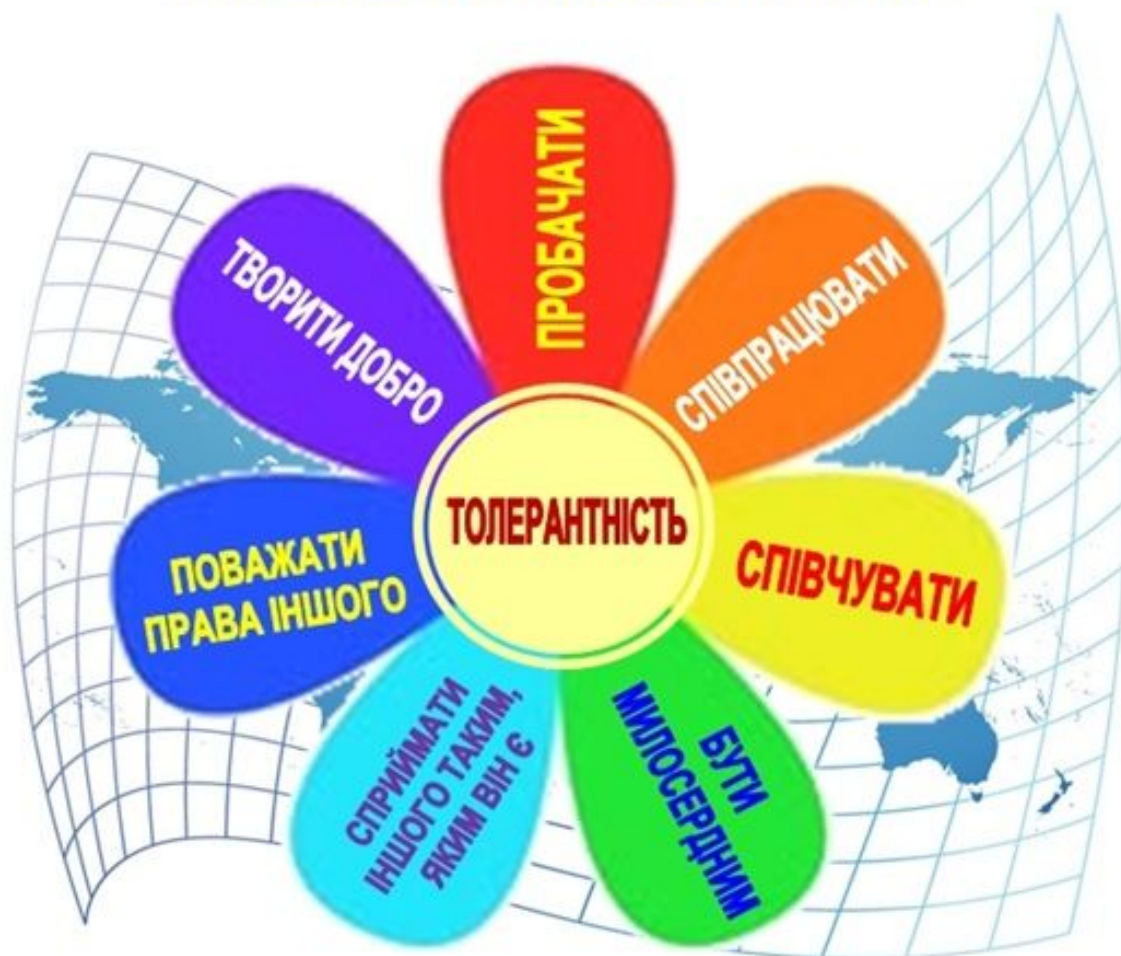 ПРОБАЧАТИ
СПІВПРАЦЮВАТИ
СПІВЧУВАТИ
БУТИ
МИЛОСЕРДНИМ
СПРИЙМАТИ
ІНШОГО ТАКИМ,
ЯКИМ ВІН Є
ПОВАЖАТИ
ПРАВА ІНШОГО
ТВОРИТИ ДОБРО
ТОЛЕРАНТНІСТЬ